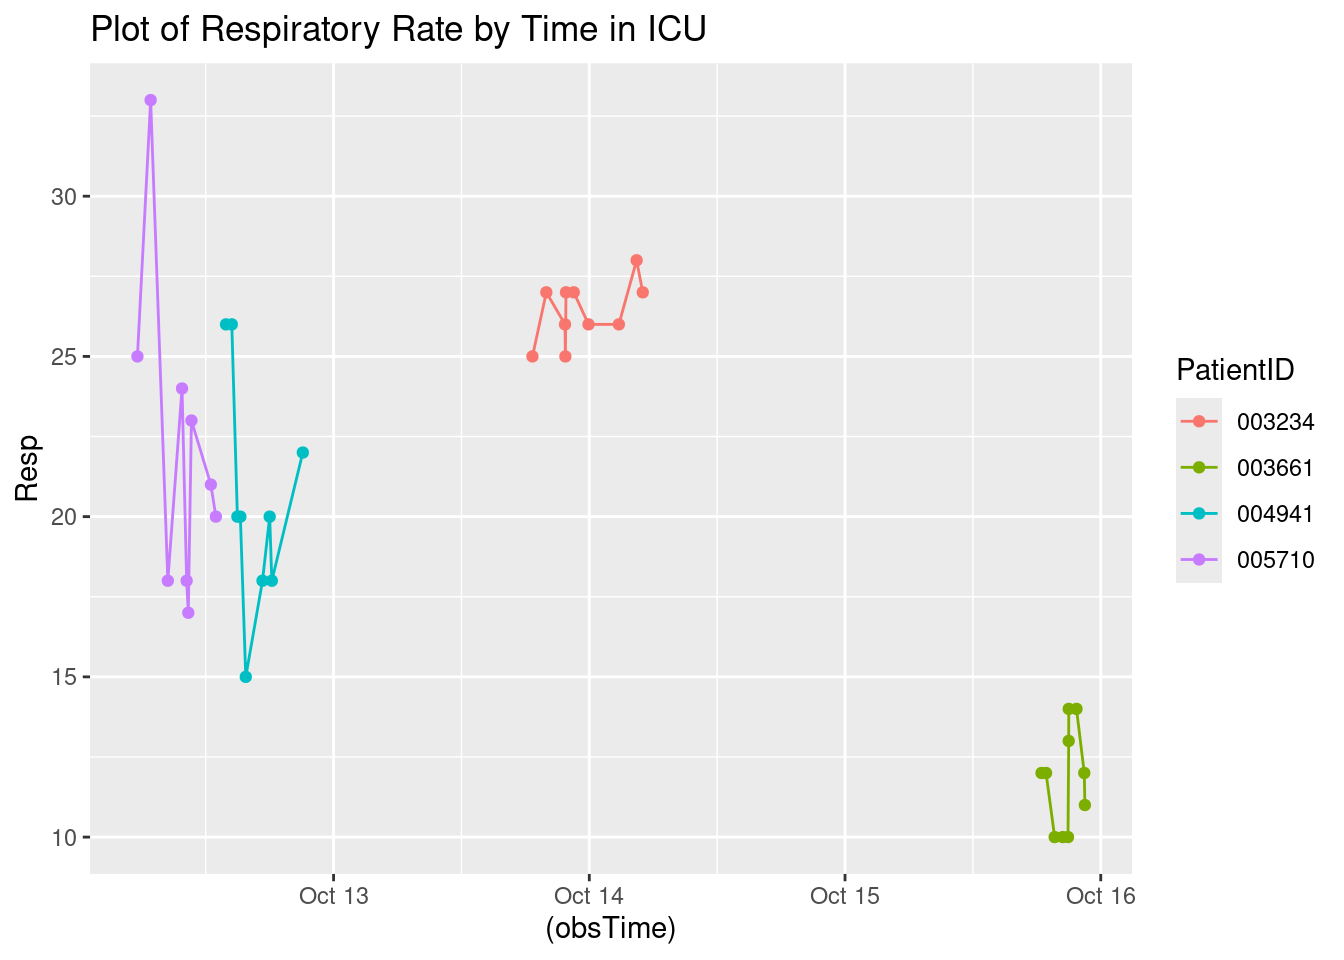 Plot of Respiratory Rate by Time in ICU
Resp
30
25
20
15
10
Oct 13 Oct 14 Oct 15 Oct 16
(obsTime)
PatientID
003234
003661
004941
005710